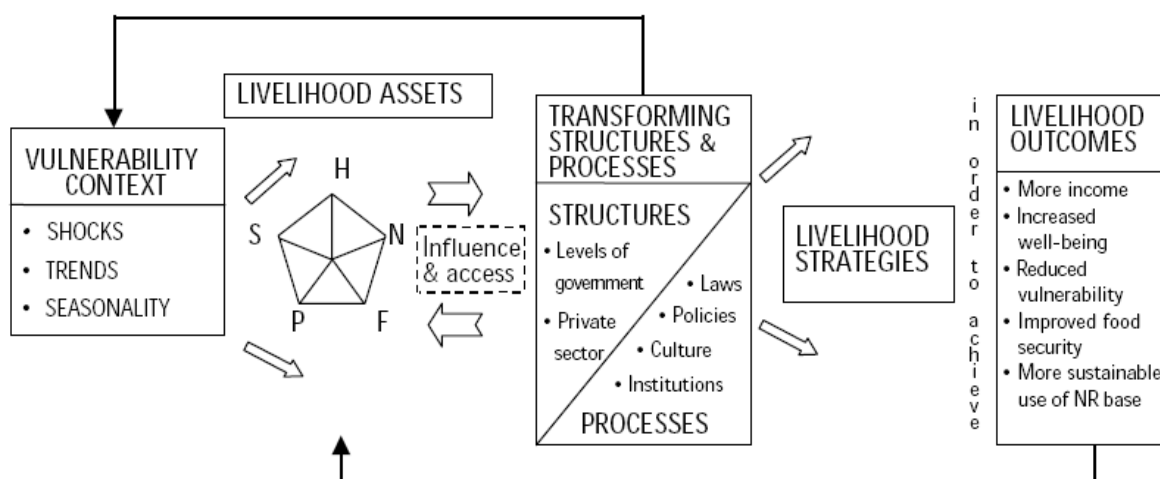 LIVELIHOOD ASSETS
VULNERABILITY
CONTEXT
• SHOCKS
• TRENDS
• SEASONALITY
H
S
N
P
F
Influence
& access
TRANSFORMING
STRUCTURES &
PROCESSES
STRUCTURES
• Levels of
government
• Private
sector
• Laws
• Policies
• Culture
• Institutions
PROCESSES
LIVELIHOOD
STRATEGIES
in order to achieve
LIVELIHOOD
OUTCOMES
• More income
• Increased
well-being
• Reduced
vulnerability
• Improved food
security
• More sustainable
use of NR base